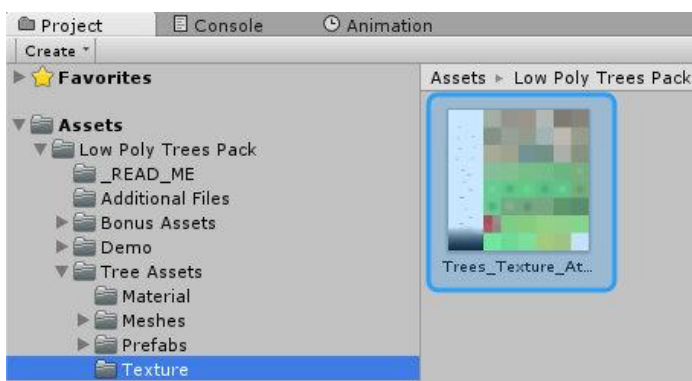 Project Console Animation
Create
Favorites
Assets ▸ Low Poly Trees Pack
Assets
Low Poly Trees Pack
_READ_ME
Additional Files
Bonus Assets
Demo
Tree Assets
Material
Meshes
Prefabs
Texture
Trees_Texture_At...